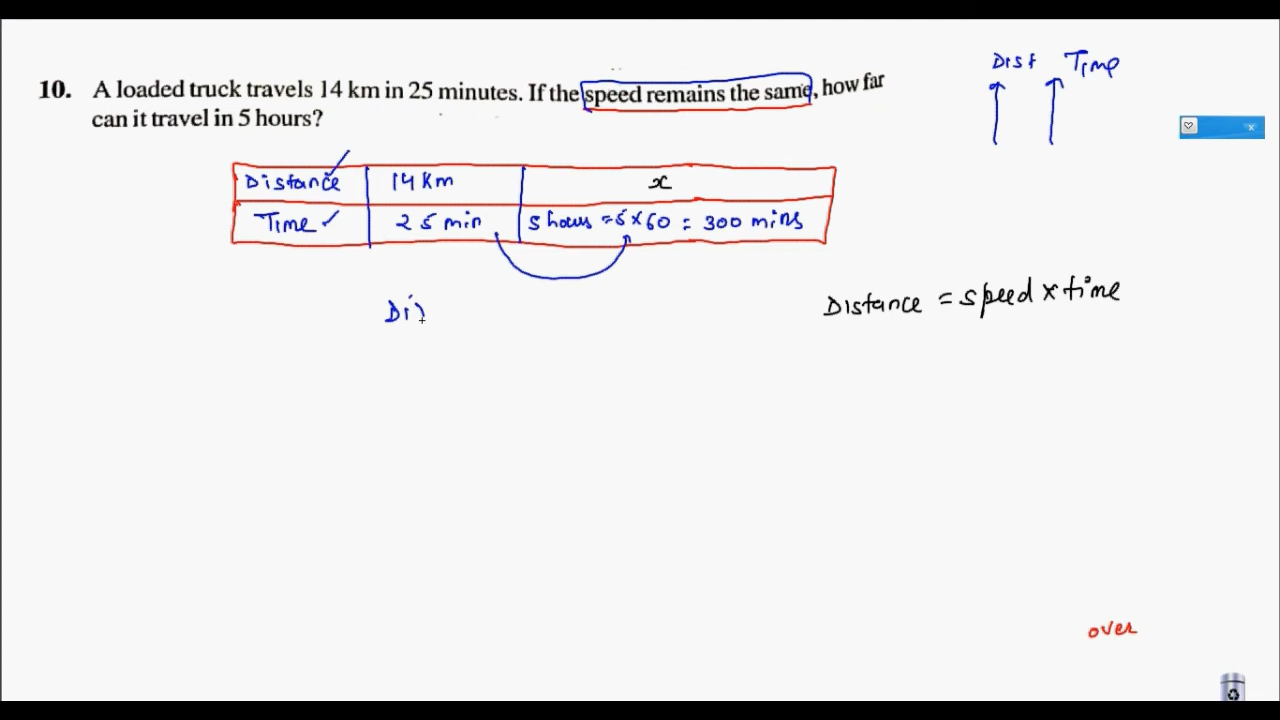 10. A loaded truck travels 14 km in 25 minutes. If the speed remains the same, how far
can it travel in 5 hours?
Dist Time
Distance 14 Km x
Time 25 min 5 hours = 5 x 60 = 300 mins
Distance = speed x time
Di
over